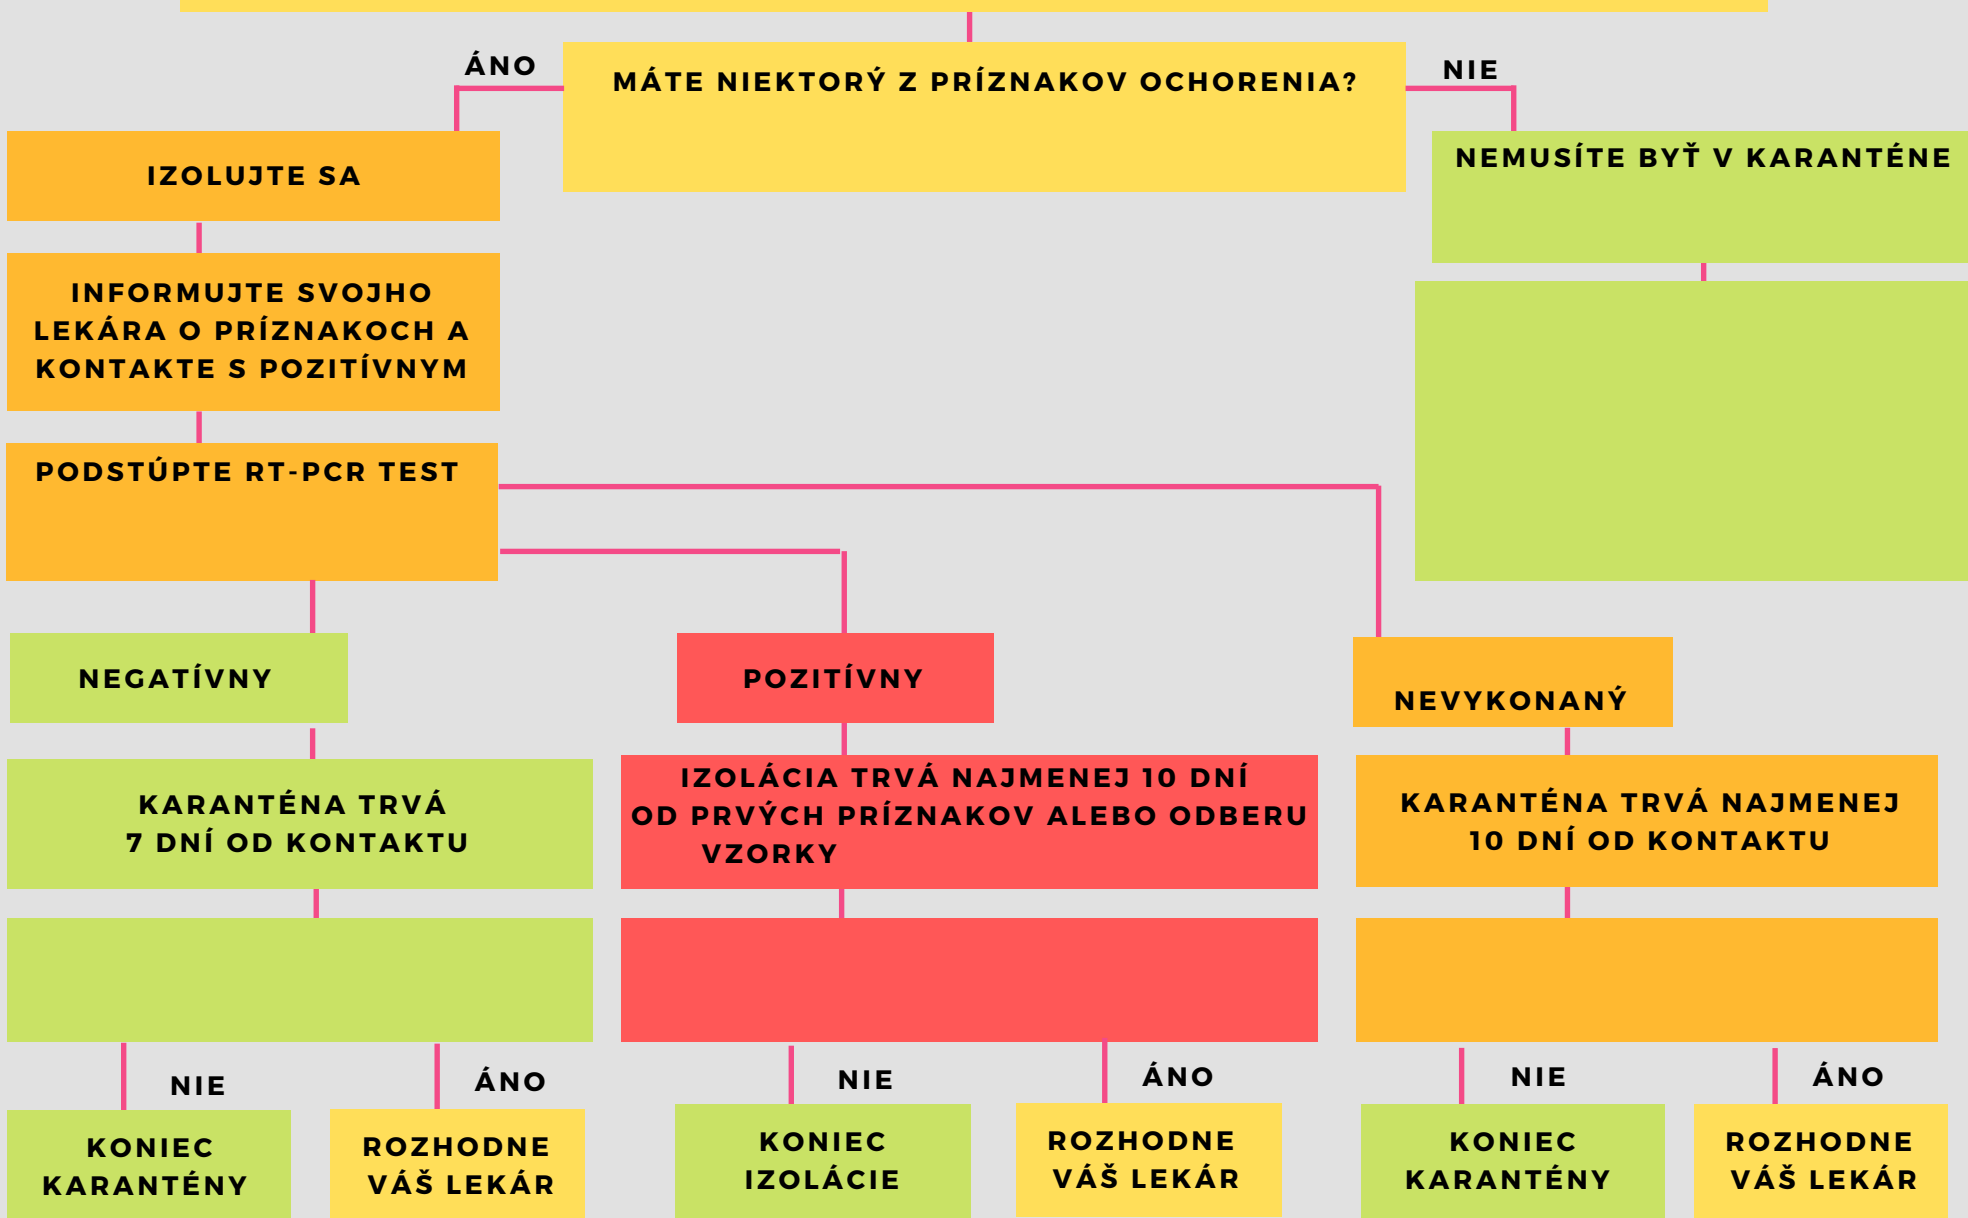 ÁNO
MÁTE NIEKTORÝ Z PRÍZNAKOV OCHORENIA?
NIE
IZOLUJTE SA
NEMUSÍTE BYŤ V KARANTÉNE
INFORMUJTE SVOJHO
LEKÁRA O PRÍZNAKOCH A
KONTAKTE S POZITÍVNYM
PODSTÚPTE RT-PCR TEST
NEGATÍVNY
POZITÍVNY
NEVYKONANÝ
KARANTÉNA TRVÁ
7 DNÍ OD KONTAKTU
IZOLÁCIA TRVÁ NAJMENEJ 10 DNÍ
OD PRVÝCH PRÍZNAKOV ALEBO ODBERU
VZORKY
KARANTÉNA TRVÁ NAJMENEJ
10 DNÍ OD KONTAKTU
NIE
ÁNO
NIE
ÁNO
NIE
ÁNO
KONIEC
KARANTÉNY
ROZHODNE
VÁŠ LEKÁR
KONIEC
IZOLÁCIE
ROZHODNE
VÁŠ LEKÁR
KONIEC
KARANTÉNY
ROZHODNE
VÁŠ LEKÁR